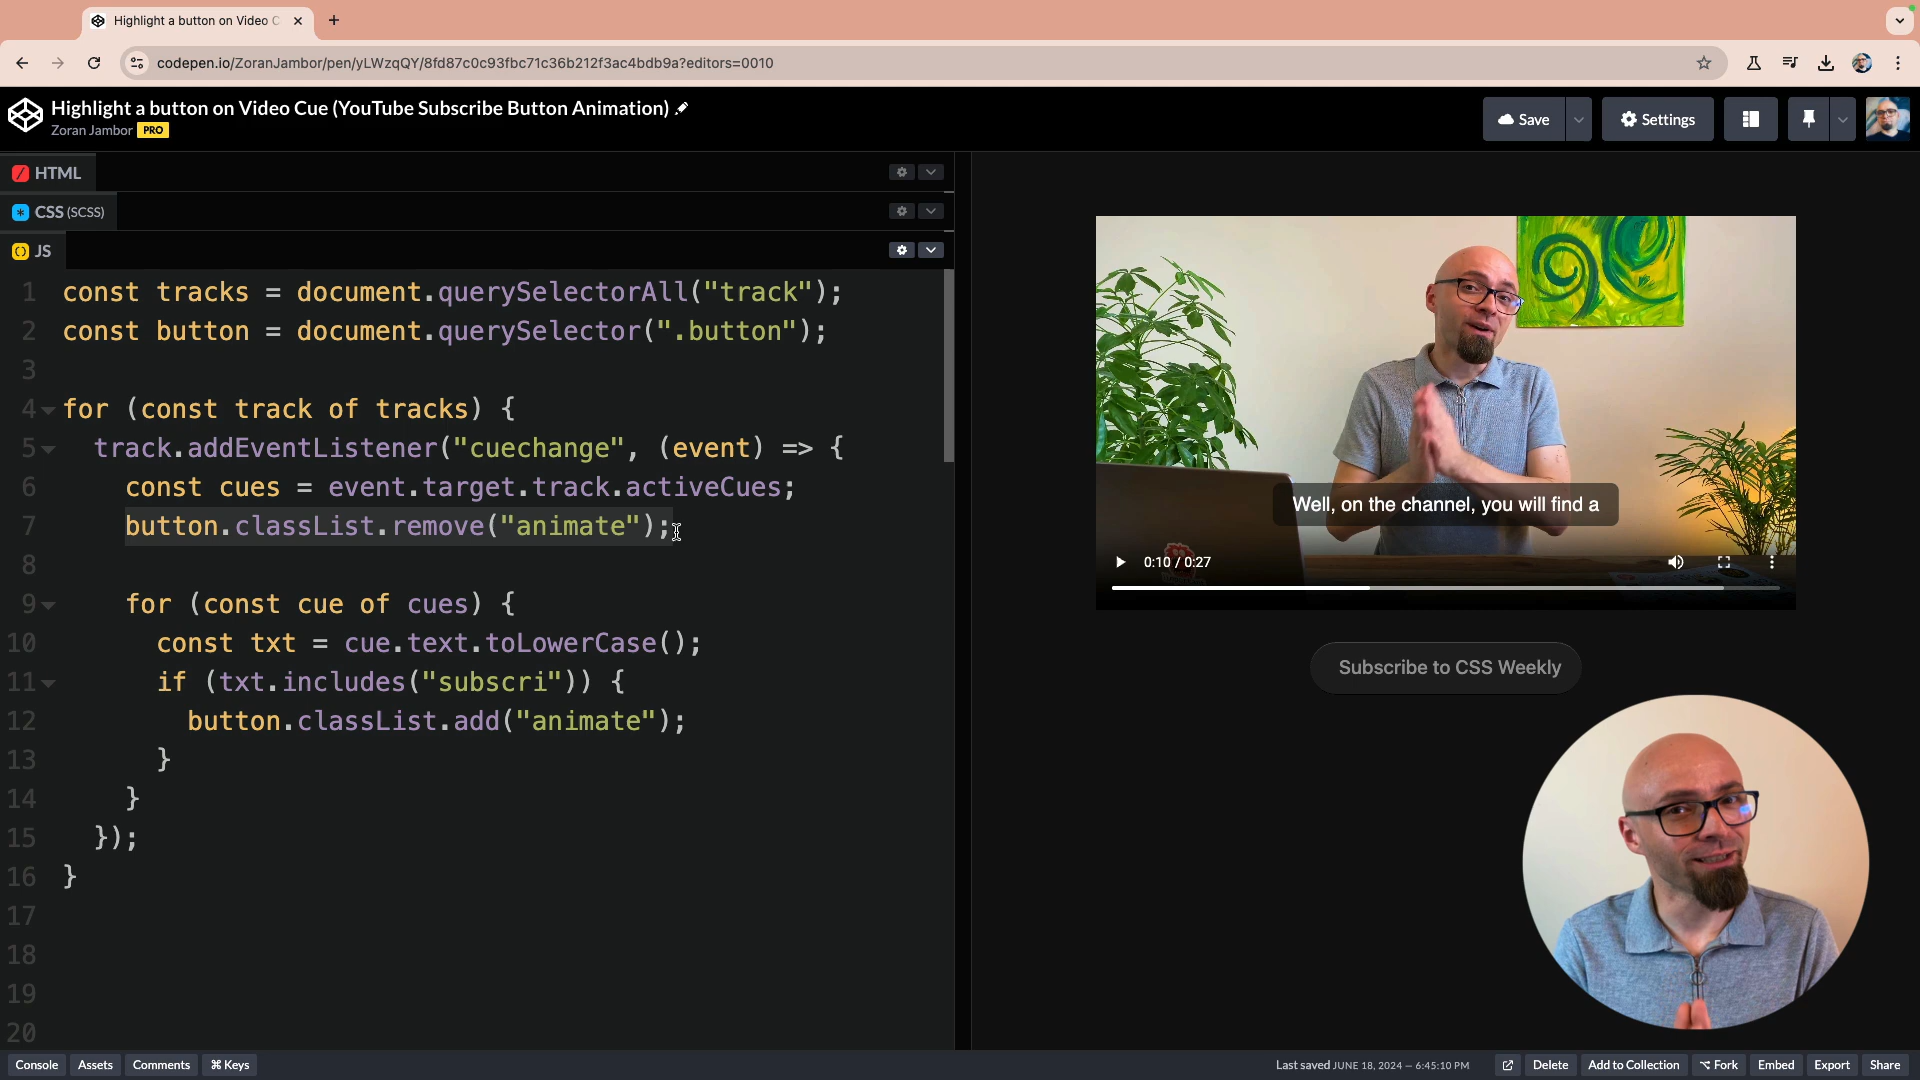 Highlight a button on Video C
codepen.io/ZoranJambor/pen/yLWzqQY/8fd87c0c93fbc71c36b212f3ac4bdb9a?editors=0010
Highlight a button on Video Cue (YouTube Subscribe Button Animation)
Zoran Jambor PRO
Save
Settings
HTML
CSS (SCSS)
JS
1 const tracks = document.querySelectorAll("track");
2 const button = document.querySelector(".button");
3
4 for (const track of tracks) {
5 track.addEventListener("cuechange", (event) => {
6 const cues = event.target.track.activeCues;
7 button.classList.remove("animate");
8
9 for (const cue of cues) {
10 const txt = cue.text.toLowerCase();
11 if (txt.includes("subscri")) {
12 button.classList.add("animate");
13 }
14 }
15 });
16 }
17
18
19
20
Well, on the channel, you will find a
0:10 / 0:27
Subscribe to CSS Weekly
Console Assets Comments ⌘ Keys
Last saved JUNE 18, 2024 — 6:45:10 PM
Delete Add to Collection ⌥ Fork Embed Export Share